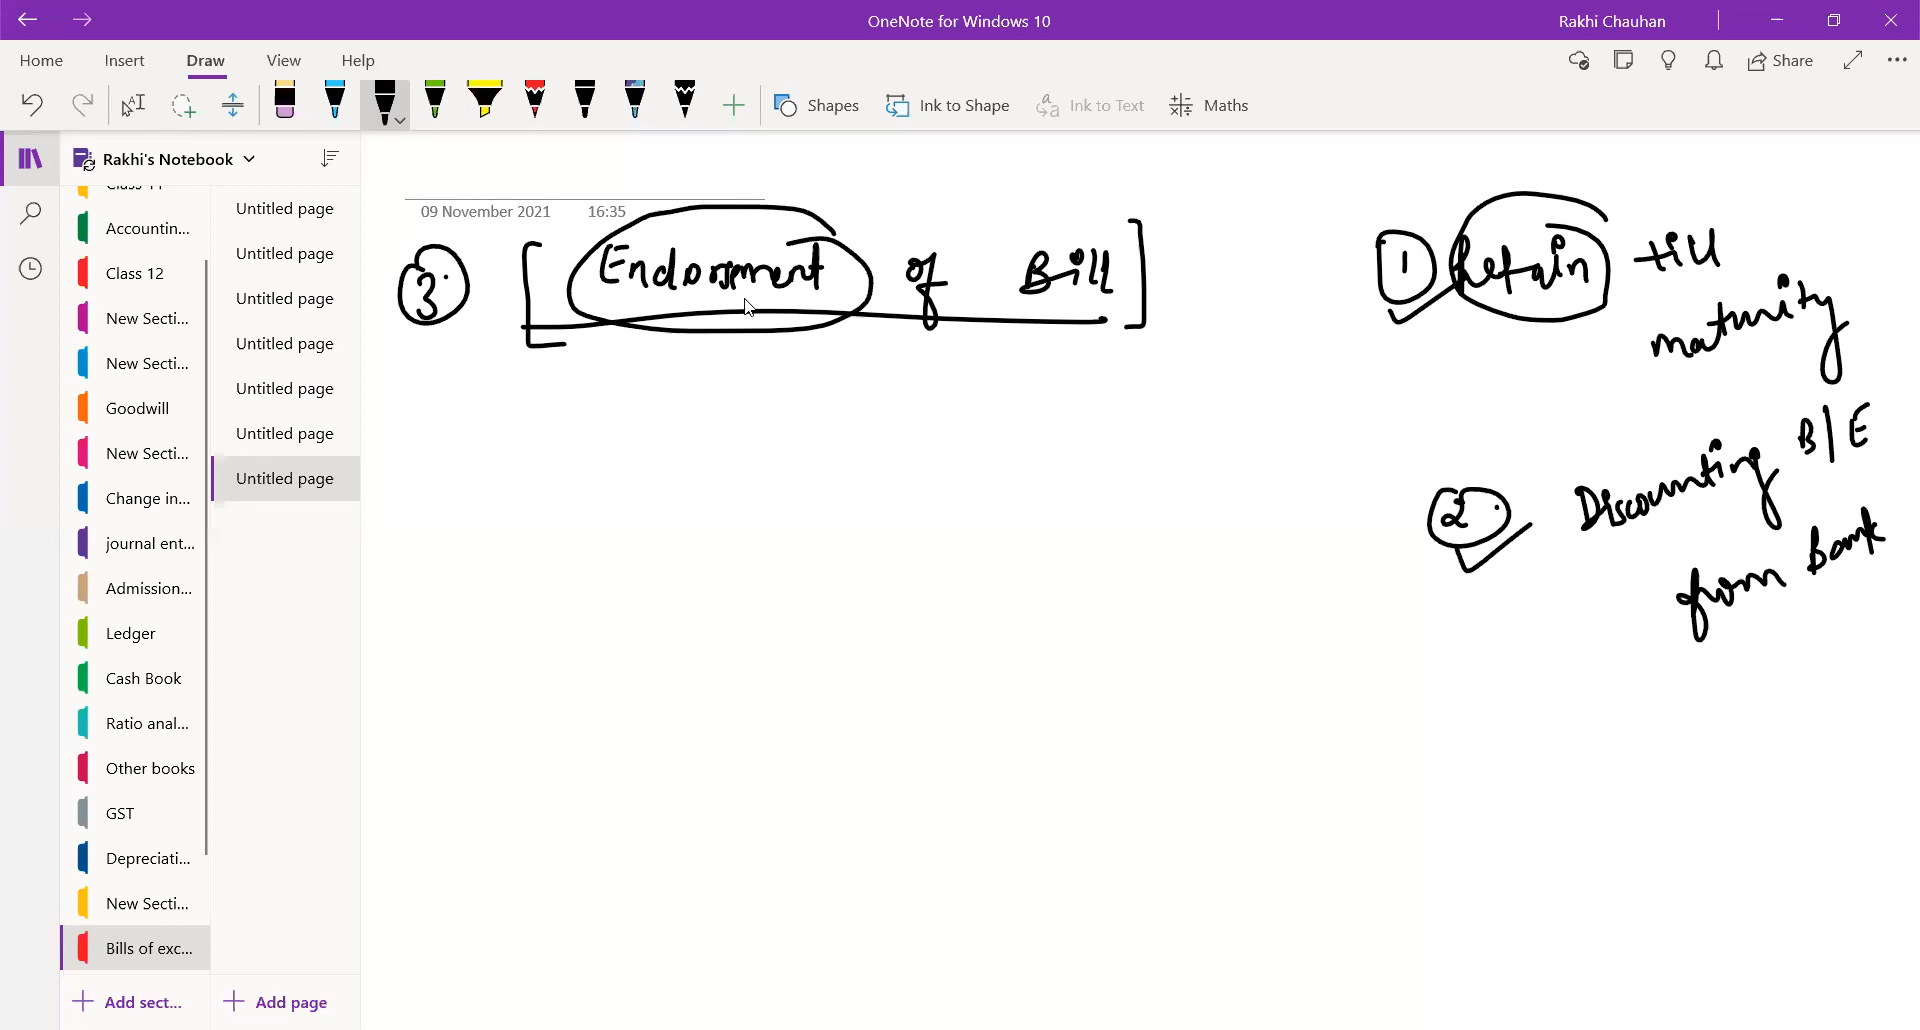 OneNote for Windows 10
Rakhi Chauhan
Home Insert Draw View Help
Share
Shapes Ink to Shape Ink to Text Maths
Rakhi's Notebook
Class 11
Accountin...
Class 12
New Secti...
New Secti...
Goodwill
New Secti...
Change in...
journal ent...
Admission...
Ledger
Cash Book
Ratio anal...
Other books
GST
Depreciati...
New Secti...
Bills of exc...
Add sect...
Untitled page
Untitled page
Untitled page
Untitled page
Untitled page
Untitled page
Untitled page
Add page
09 November 2021 16:35
3 [Endorsment of Bill]
1 Retain till
maturity
2 Discounting B/E
from Bank